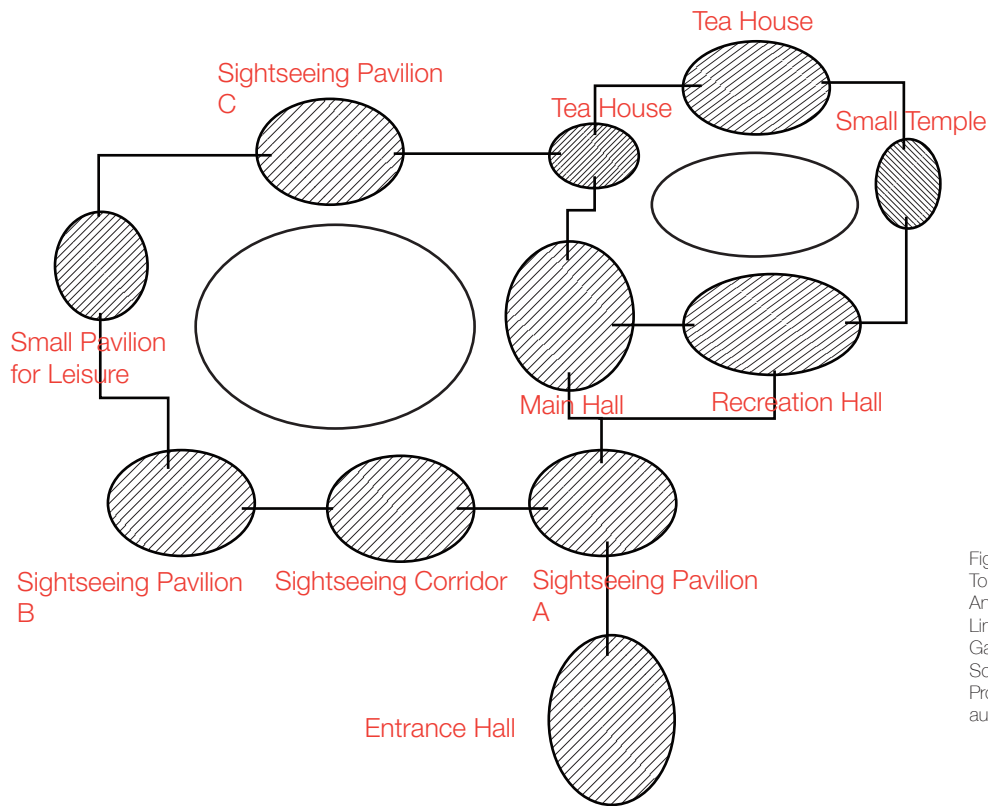 Tea House
Sightseeing Pavilion
C
Tea House
Small Temple
Small Pavilion
for Leisure
Main Hall
Recreation Hall
Sightseeing Pavilion
B
Sightseeing Corridor
Sightseeing Pavilion
A
Entrance Hall